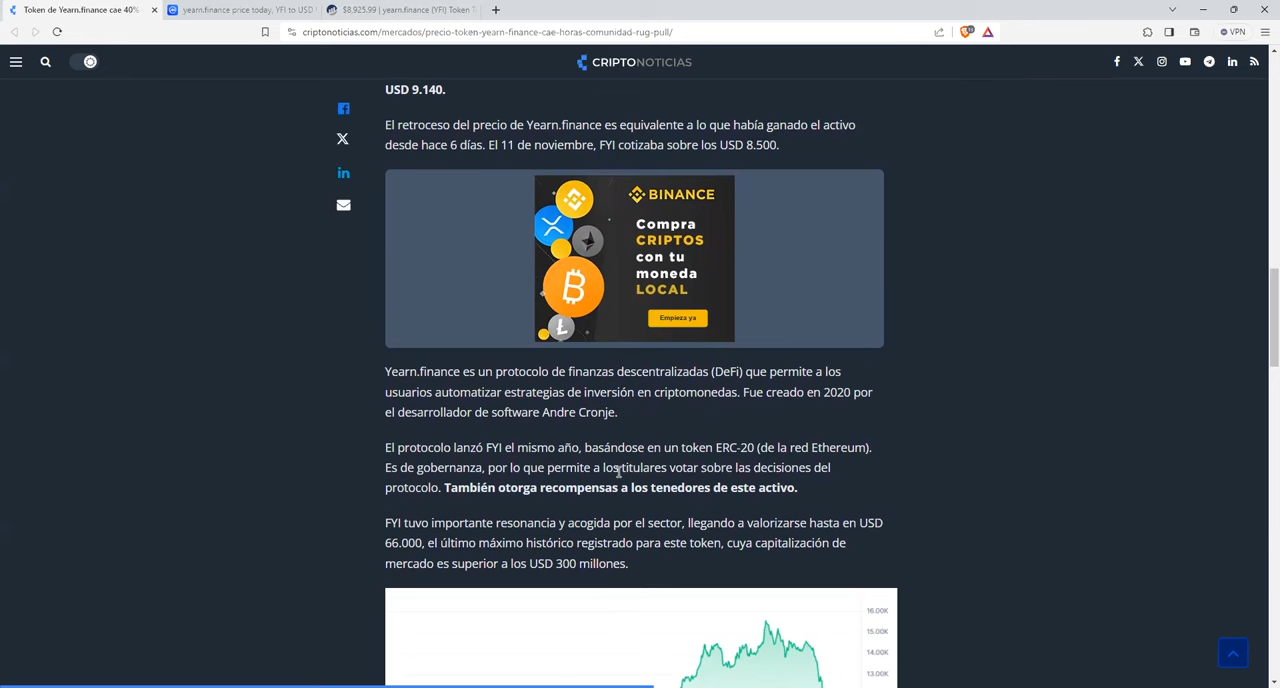 Token de Yearn.finance cae 40%
yearn.finance price today, YFI to USD
$8,925.99 | yearn.finance (YFI) Token T
criptonoticias.com/mercados/precio-token-yearn-finance-cae-horas-comunidad-rug-pull/
VPN
CRIPTONOTICIAS
USD 9.140.
El retroceso del precio de Yearn.finance es equivalente a lo que había ganado el activo
desde hace 6 días. El 11 de noviembre, FYI cotizaba sobre los USD 8.500.
BINANCE
Compra
CRIPTOS
con tu
moneda
LOCAL
Empieza ya
Yearn.finance es un protocolo de finanzas descentralizadas (DeFi) que permite a los
usuarios automatizar estrategias de inversión en criptomonedas. Fue creado en 2020 por
el desarrollador de software Andre Cronje.
El protocolo lanzó FYI el mismo año, basándose en un token ERC-20 (de la red Ethereum).
Es de gobernanza, por lo que permite a los titulares votar sobre las decisiones del
protocolo. También otorga recompensas a los tenedores de este activo.
FYI tuvo importante resonancia y acogida por el sector, llegando a valorizarse hasta en USD
66.000, el último máximo histórico registrado para este token, cuya capitalización de
mercado es superior a los USD 300 millones.
16.00K
15.00K
14.00K
13.00K